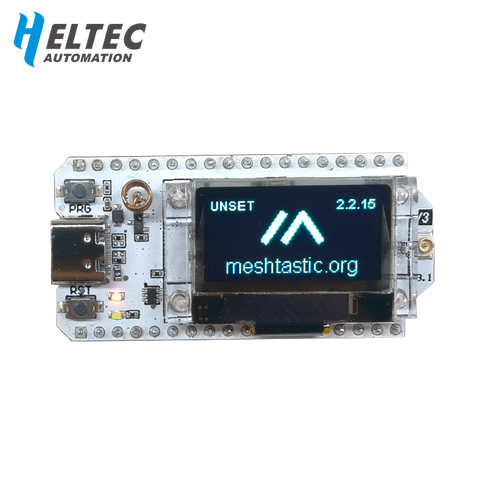 HELTEC
AUTOMATION
PRG
UNSET
2.2.15
V3
meshtastic.org
3.1
RST